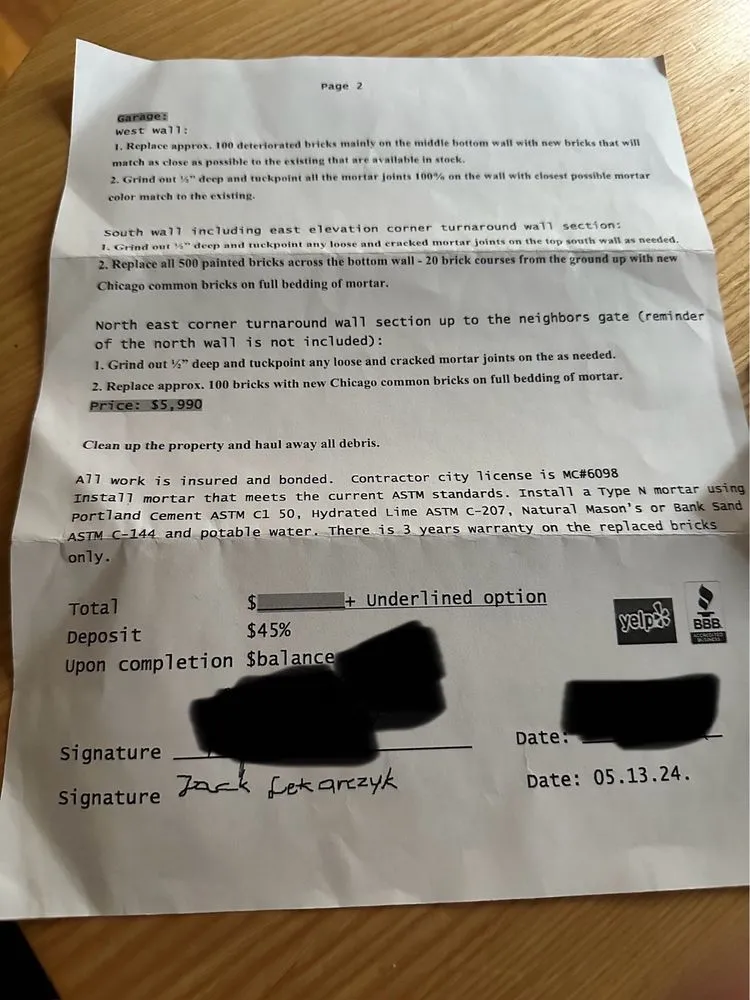 Page 2
Garage:
West wall:
1. Replace approx. 100 deteriorated bricks mainly on the middle bottom wall with new bricks that will
match as close as possible to the existing that are available in stock.
2. Grind out ½” deep and tuckpoint all the mortar joints 100% on the wall with closest possible mortar
color match to the existing.
South wall including east elevation corner turnaround wall section:
1. Grind out ½” deep and tuckpoint any loose and cracked mortar joints on the top south wall as needed.
2. Replace all 500 painted bricks across the bottom wall - 20 brick courses from the ground up with new
Chicago common bricks on full bedding of mortar.
North east corner turnaround wall section up to the neighbors gate (reminder
of the north wall is not included):
1. Grind out ½” deep and tuckpoint any loose and cracked mortar joints on the as needed.
2. Replace approx. 100 bricks with new Chicago common bricks on full bedding of mortar.
Price: $5,990
Clean up the property and haul away all debris.
All work is insured and bonded. Contractor city license is MC#6098
Install mortar that meets the current ASTM standards. Install a Type N mortar using
Portland Cement ASTM C1 50, Hydrated Lime ASTM C-207, Natural Mason's or Bank Sand
ASTM C-144 and potable water. There is 3 years warranty on the replaced bricks
only.
Total $ + Underlined option
Deposit $45%
Upon completion $balance
yelp
BBB.
ACCREDITED
BUSINESS
Signature Date:
Signature Jack Lekarczyk Date: 05.13.24.